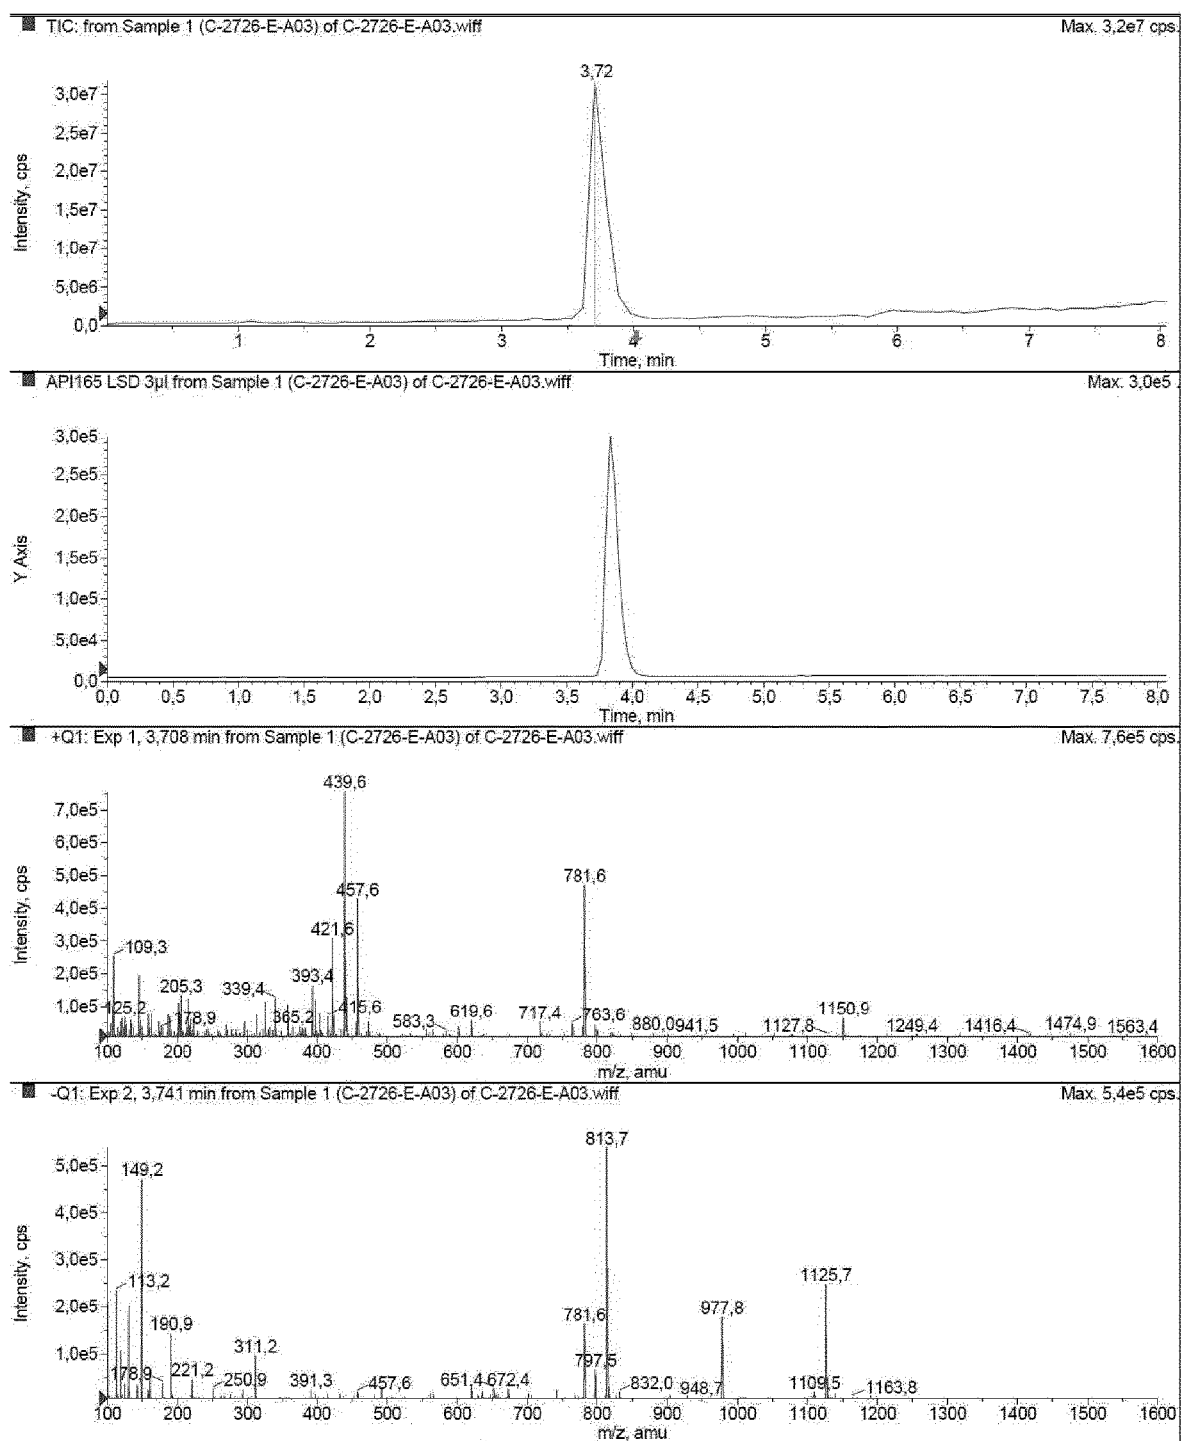 TIC: from Sample 1 (C-2726-E-A03) of C-2726-E-A03.wiff Max. 3,2e7 cps.
3,72
3,0e7
2,5e7
2,0e7
1,5e7
1,0e7
5,0e6
0,0
Intensity, cps
1 2 3 4 5 6 7 8
Time, min
API165 LSD 3µl from Sample 1 (C-2726-E-A03) of C-2726-E-A03.wiff Max. 3,0e5
3,0e5
2,5e5
2,0e5
1,5e5
1,0e5
5,0e4
0,0
Y Axis
0,0 0,5 1,0 1,5 2,0 2,5 3,0 3,5 4,0 4,5 5,0 5,5 6,0 6,5 7,0 7,5 8,0
Time, min
+Q1: Exp 1, 3,708 min from Sample 1 (C-2726-E-A03) of C-2726-E-A03.wiff Max. 7,6e5 cps.
439,6
7,0e5
6,0e5
5,0e5
781,6
457,6
4,0e5
421,6
3,0e5
109,3
393,4
2,0e5
205,3 339,4
1,0e5
125,2 178,9 365,2 415,6 583,3 619,6 717,4 763,6 880,0 941,5 1127,8 1150,9 1249,4 1416,4 1474,9 1563,4
Intensity, cps
100 200 300 400 500 600 700 800 900 1000 1100 1200 1300 1400 1500 1600
m/z, amu
-Q1: Exp 2, 3,741 min from Sample 1 (C-2726-E-A03) of C-2726-E-A03.wiff Max. 5,4e5 cps.
813,7
5,0e5
149,2
4,0e5
3,0e5
113,2 1125,7
2,0e5
190,9 781,6 977,8
311,2
1,0e5
797,5
178,9 221,2 250,9 391,3 457,6 651,4 672,4 832,0 948,7 1109,5 1163,8
Intensity, cps
100 200 300 400 500 600 700 800 900 1000 1100 1200 1300 1400 1500 1600
m/z, amu